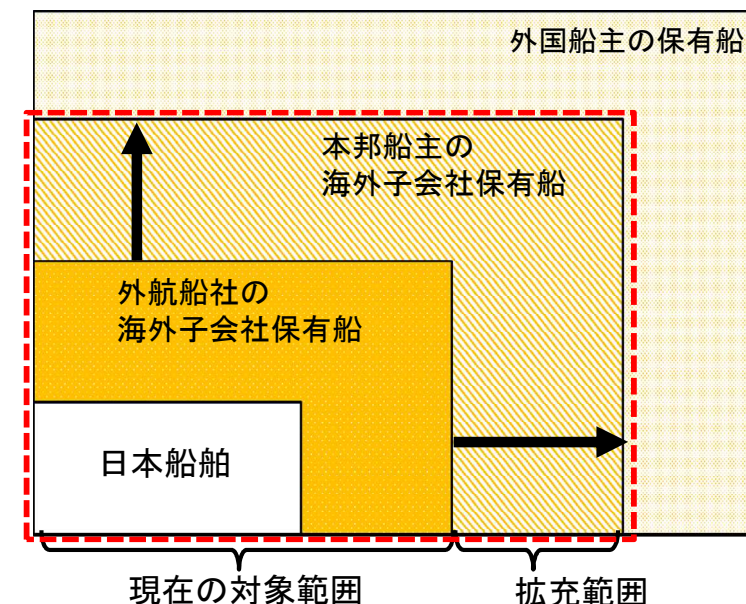 外国船主の保有船
本邦船主の
海外子会社保有船
外航船社の
海外子会社保有船
日本船舶
現在の対象範囲
拡充範囲